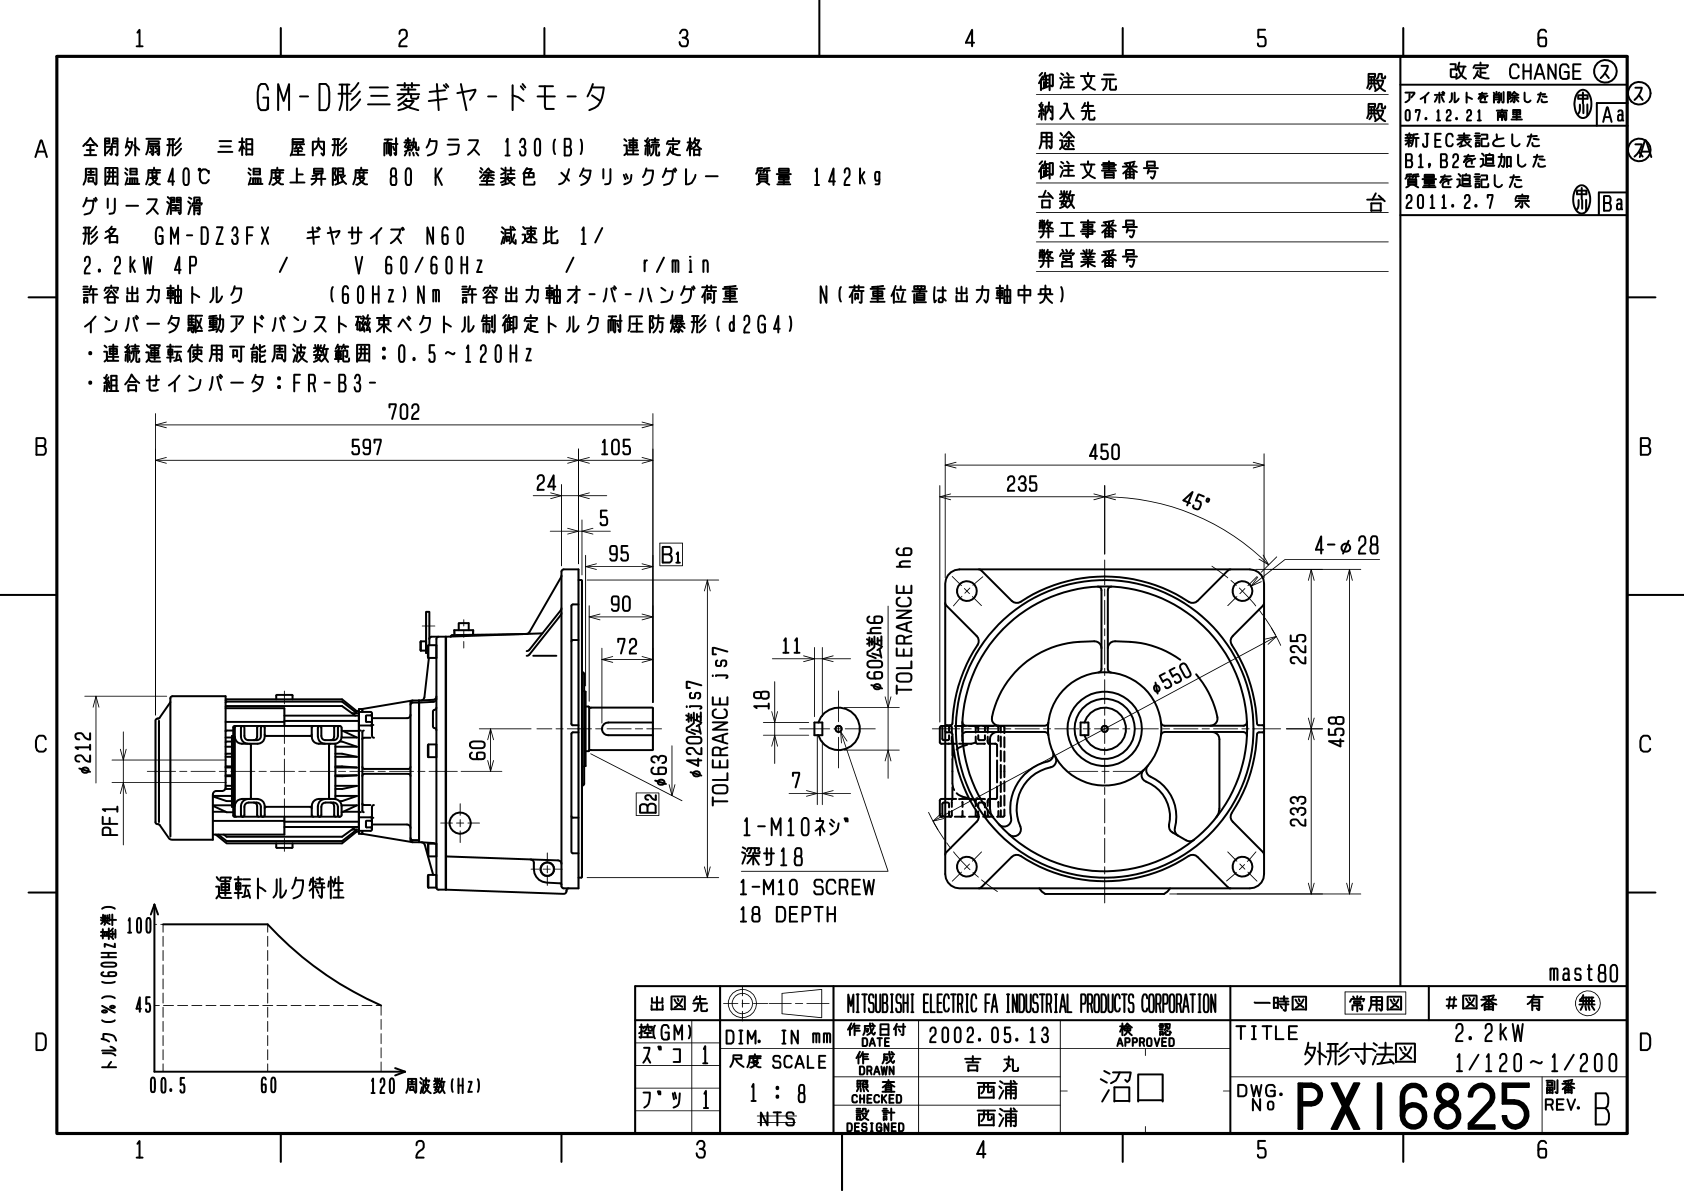 1 2 3 4 5 6
GM-D形三菱ギヤードモータ
全閉外扇形 三相 屋内形 耐熱クラス 130(B) 連続定格
周囲温度40℃ 温度上昇限度 80 K 塗装色 メタリックグレー 質量 142kg
グリース潤滑
形名 GM-DZ3FX ギヤサイズ N60 減速比 1/
2.2kW 4P / V 60/60Hz / r/min
許容出力軸トルク (60Hz)Nm 許容出力軸オーバーハング荷重 N(荷重位置は出力軸中央)
インバータ駆動アドバンスト磁束ベクトル制御定トルク耐圧防爆形(d2G4)
・連続運転使用可能周波数範囲:0.5~120Hz
・組合せインバータ:FR-B3-
御注文元 殿
納入先 殿
用途
御注文書番号
台数 台
弊工事番号
弊営業番号
改定 CHANGE ス
アイボルトを削除した
07.12.21 南里 Aa
新JEC表記とした
B1,B2を追加した
質量を追記した
2011.2.7 宗 Ba
ス
A A
B B
C C
D D
702
597 105
24
5
95 B1
90
72
φ212
PF1
60
φ63
B2
φ420公差js7
TOLERANCE js7
11
18
7
φ60公差h6
TOLERANCE h6
1-M10ネジ
深サ18
1-M10 SCREW
18 DEPTH
450
235
45°
4-φ28
φ550
225
458
233
運転トルク特性
トルク(%)(60Hz基準)
100
45
0 0.5 60 120 周波数(Hz)
mast80
出図先
控(GM)
ズコ 1
ブツ 1
DIM. IN mm
尺度 SCALE
1 : 8
NTS
MITSUBISHI ELECTRIC FA INDUSTRIAL PRODUCTS CORPORATION
作成日付 DATE 2002.05.13
作成 DRAWN 吉丸
照査 CHECKED 西浦
設計 DESIGNED 西浦
検認 APPROVED
沼口
一時図 常用図 #図番 有 無
TITLE 2.2kW
外形寸法図 1/120~1/200
DWG. No PX16825 副番 REV. B
1 2 3 4 5 6